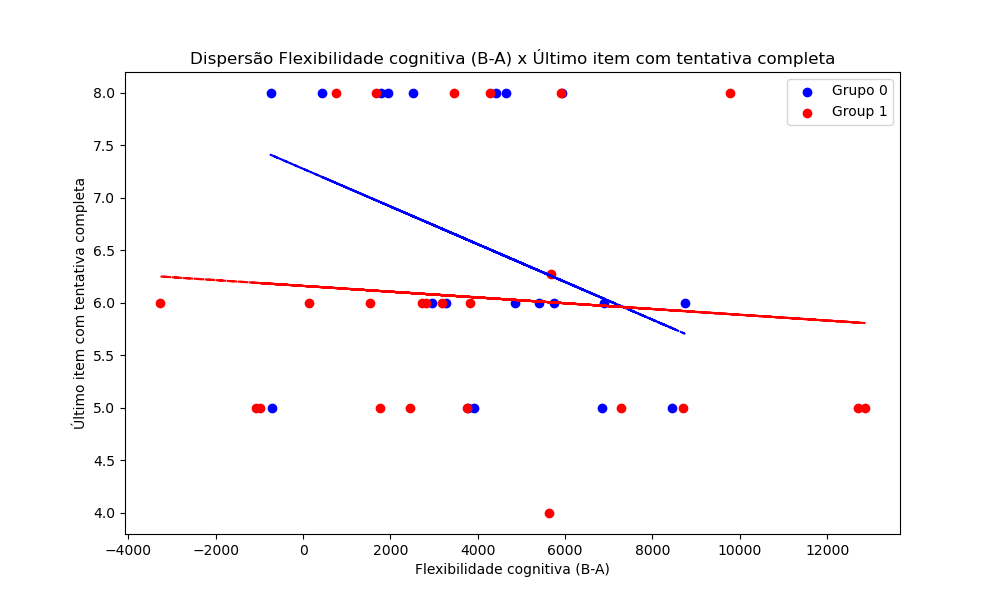 Dispersão Flexibilidade cognitiva (B-A) x Último item com tentativa completa
Grupo 0
Group 1
Último item com tentativa completa
8.0
7.5
7.0
6.5
6.0
5.5
5.0
4.5
4.0
−4000 −2000 0 2000 4000 6000 8000 10000 12000
Flexibilidade cognitiva (B-A)